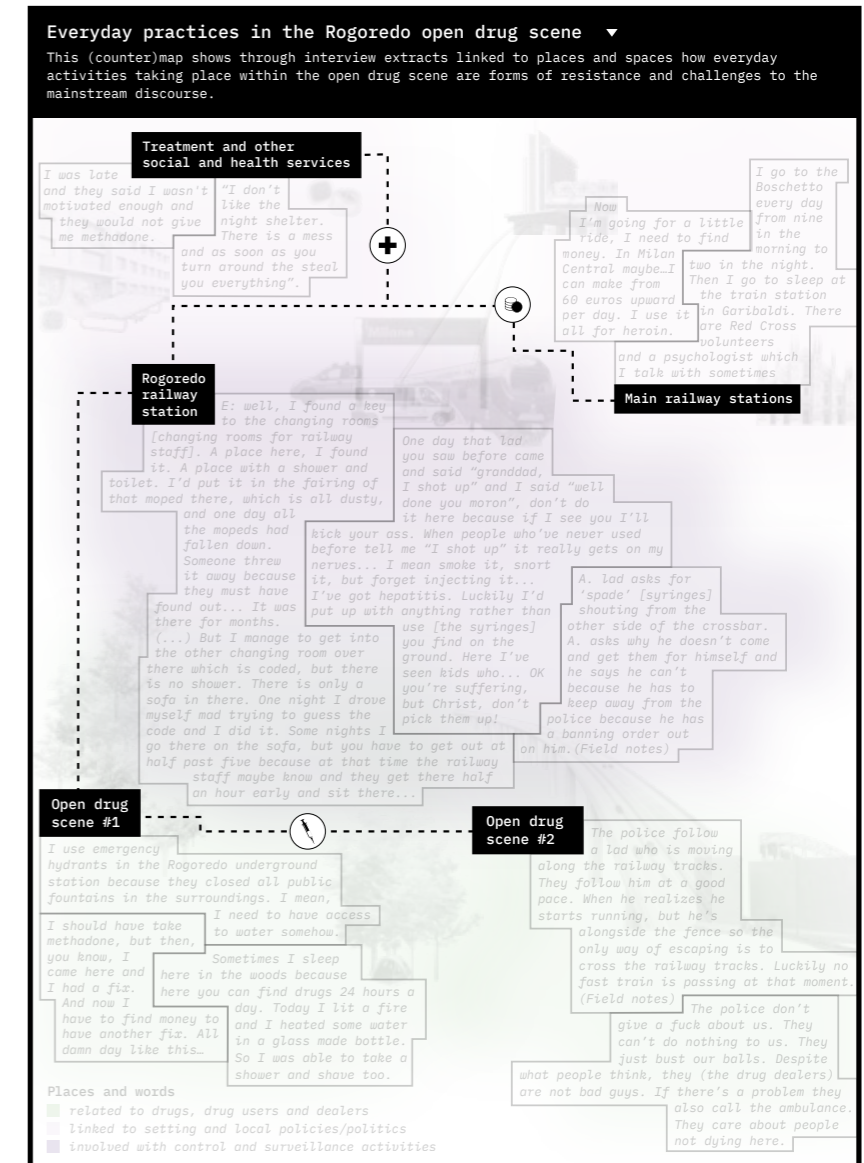 Everyday practices in the Rogoredo open drug scene
This (counter)map shows through interview extracts linked to places and spaces how everyday
activities taking place within the open drug scene are forms of resistance and challenges to the
mainstream discourse.
Treatment and other
social and health services
I was late
and they said I wasn't
motivated enough and
they would not give
me methadone.
“I don't
like the
night shelter.
There is a mess
and as soon as you
turn around the steal
you everything”.
Now
I'm going for a little
ride, I need to find
money. In Milan
Central maybe…I
can make from
60 euros upward
per day. I use it
all for heroin.
I go to the
Boschetto
every day
from nine
in the
morning to
two in the night.
Then I go to sleep at
the train station
in Garibaldi. There
are Red Cross
volunteers
and a psychologist which
I talk with sometimes
Main railway stations
Rogoredo
railway
station
E: well, I found a key
to the changing rooms
[changing rooms for railway
staff]. A place here, I found
it. A place with a shower and
toilet. I'd put it in the fairing of
that moped there, which is all dusty,
and one day all
the mopeds had
fallen down.
Someone threw
it away because
they must have
found out... It was
there for months.
(...) But I manage to get into
the other changing room over
there which is coded, but there
is no shower. There is only a
sofa in there. One night I drove
myself mad trying to guess the
code and I did it. Some nights I
go there on the sofa, but you have to get out at
half past five because at that time the railway
staff maybe know and they get there half
an hour early and sit there...
One day that lad
you saw before came
and said “granddad,
I shot up” and I said “well
done you moron”, don't do
it here because if I see you I'll
kick your ass. When people who've never used
before tell me “I shot up” it really gets on my
nerves... I mean smoke it, snort
it, but forget injecting it...
I've got hepatitis. Luckily I'd
put up with anything rather than
use [the syringes]
you find on the
ground. Here I've
seen kids who... OK
you're suffering,
but Christ, don't
pick them up!
A. lad asks for
‘spade’ [syringes]
shouting from the
other side of the crossbar.
A. asks why he doesn't come
and get them for himself and
he says he can't
because he has to
keep away from the
police because he has
a banning order out
on him.(Field notes)
Open drug
scene #1
Open drug
scene #2
I use emergency
hydrants in the Rogoredo underground
station because they closed all public
fountains in the surroundings. I mean,
I need to have access
to water somehow.
I should have take
methadone, but then,
you know, I
came here and
I had a fix.
And now I
have to find money to
have another fix. All
damn day like this…
Sometimes I sleep
here in the woods because
here you can find drugs 24 hours a
day. Today I lit a fire
and I heated some water
in a glass made bottle.
So I was able to take a
shower and shave too.
The police follow
a lad who is moving
along the railway tracks.
They follow him at a good
pace. When he realizes he
starts running, but he's
alongside the fence so the
only way of escaping is to
cross the railway tracks. Luckily no
fast train is passing at that moment.
(Field notes)
The police don't
give a fuck about us. They
can't do nothing to us. They
just bust our balls. Despite
what people think, they (the drug dealers)
are not bad guys. If there's a problem they
also call the ambulance.
They care about people
not dying here.
Places and words
related to drugs, drug users and dealers
linked to setting and local policies/politics
involved with control and surveillance activities